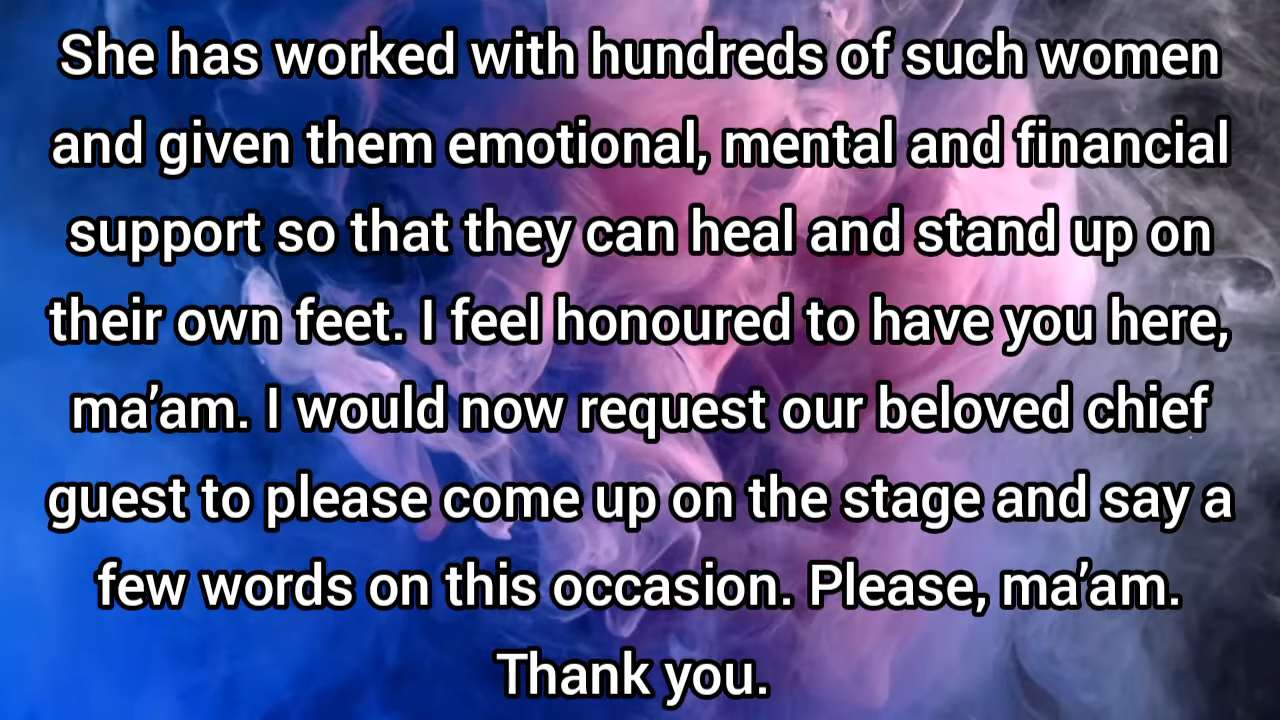 She has worked with hundreds of such women
and given them emotional, mental and financial
support so that they can heal and stand up on
their own feet. I feel honoured to have you here,
ma’am. I would now request our beloved chief
guest to please come up on the stage and say a
few words on this occasion. Please, ma’am.
Thank you.